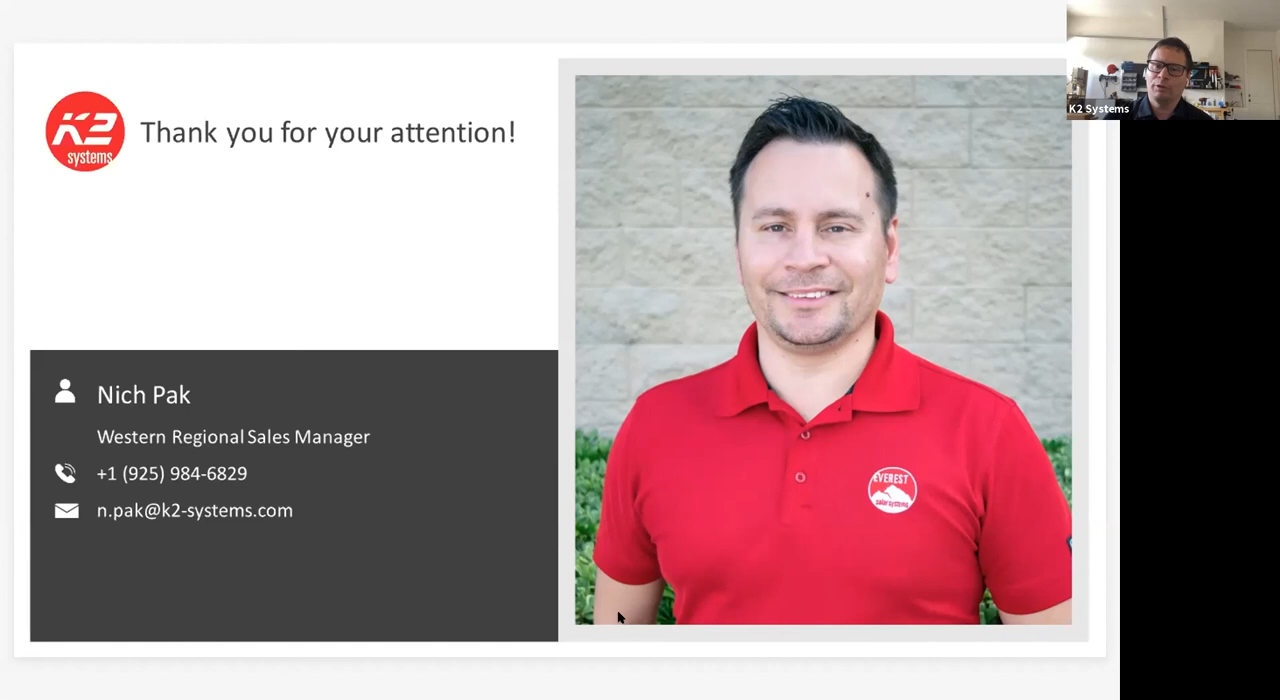 K2
systems
Thank you for your attention!
K2 Systems
Nich Pak
Western Regional Sales Manager
+1 (925) 984-6829
n.pak@k2-systems.com
EVEREST
solar systems